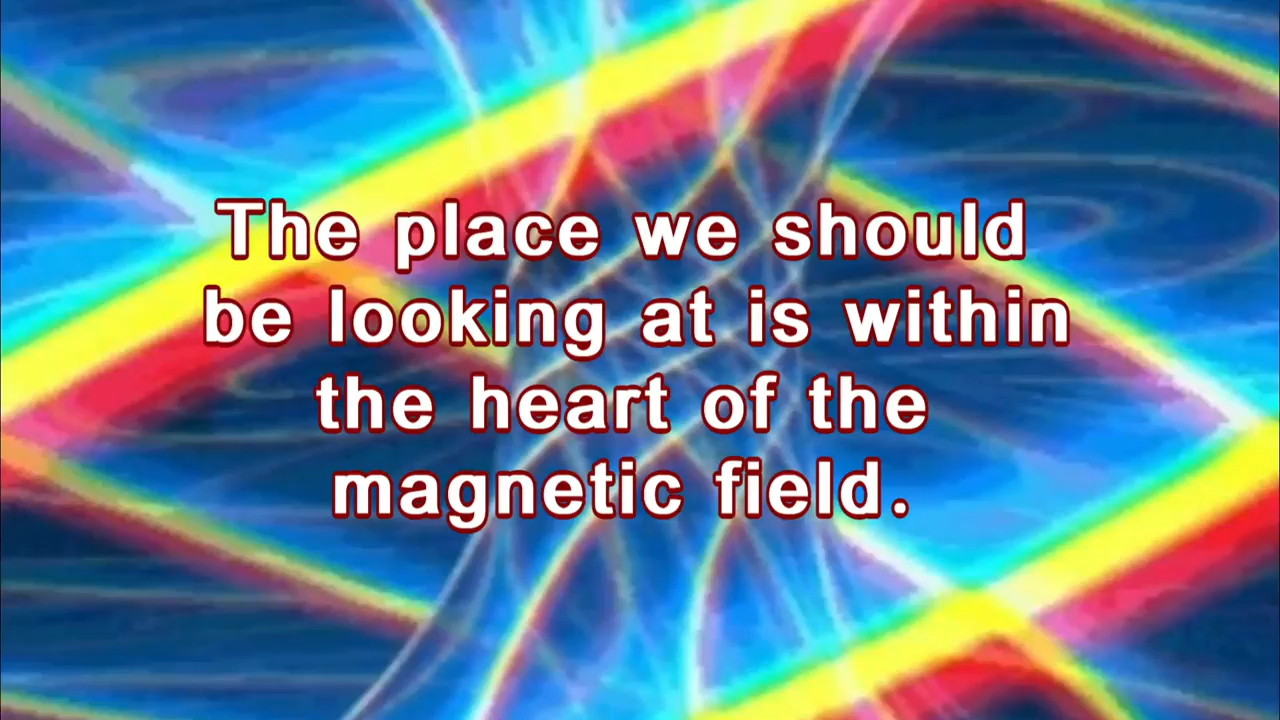 The place we should
be looking at is within
the heart of the
magnetic field.